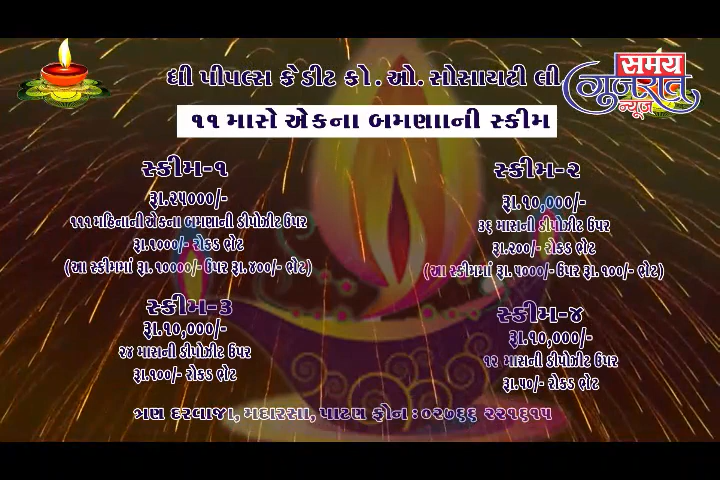 ધી પીપલ્સ ક્રેડીટ કો.ઓ.સોસાયટી લી
समय
ગુજરાત
न्यूज़
૧૧ માસે એકના બમણાાની સ્કીમ
સ્કીમ-૧
રૂા.૨૫૦૦૦/-
૧૧૧ મહિનાની એકના બમણાની ડીપોઝીટ ઉપર
રૂા.૧૦૦૦/- રોકડ ભેટ
(આ સ્કીમમાં રૂા. ૧૦૦૦૦/- ઉપર રૂા. ૪૦૦/- ભેટ)
સ્કીમ-૨
રૂા.૧૦,૦૦૦/-
૩૬ માસની ડીપોઝીટ ઉપર
રૂા.૨૦૦/- રોકડ ભેટ
(આ સ્કીમમાં રૂા. ૫૦૦૦/- ઉપર રૂા. ૧૦૦/- ભેટ)
સ્કીમ-૩
રૂા.૧૦,૦૦૦/-
૨૪ માસની ડીપોઝીટ ઉપર
રૂા.૧૦૦/- રોકડ ભેટ
સ્કીમ-૪
રૂા.૧૦,૦૦૦/-
૧૨ માસની ડીપોઝીટ ઉપર
રૂા.૫૦/- રોકડ ભેટ
ત્રણ દરવાજા, મદારસા, પાટણ ફોન : ૦૨૭૬૬ ૨૨૧૬૧૫